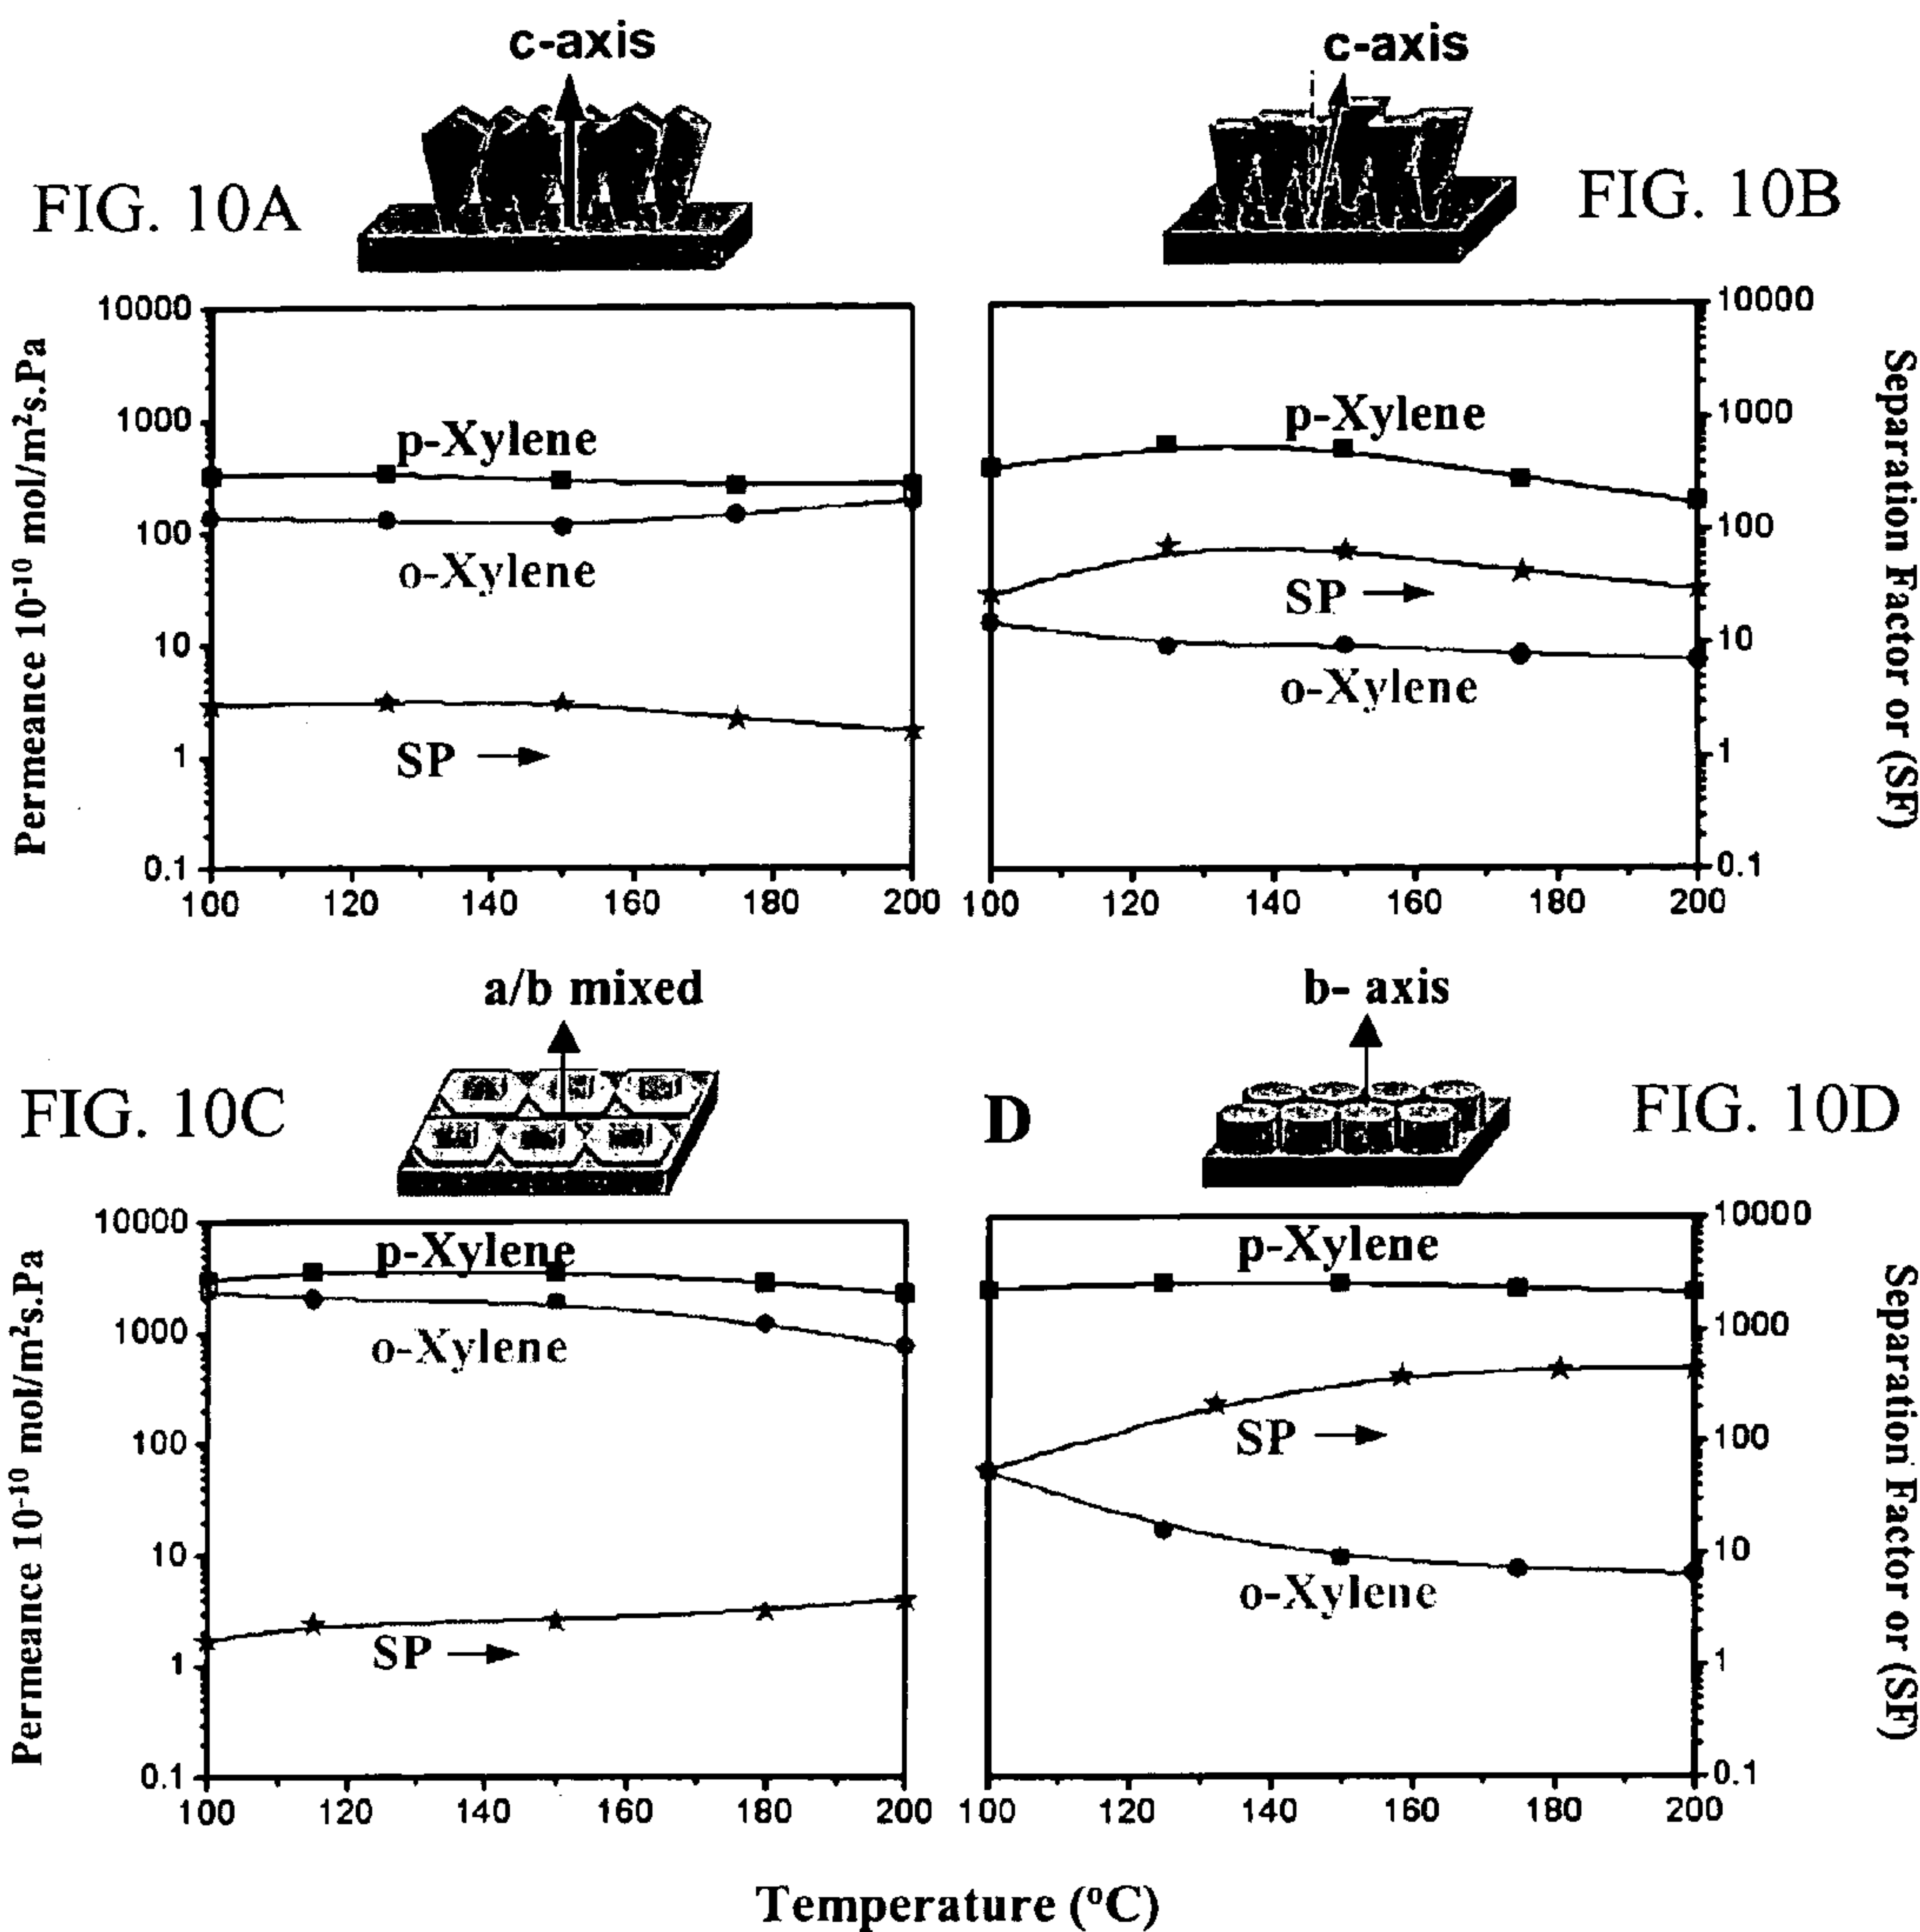 c-axis
c-axis
FIG. 10A
FIG. 10B
10000
1000
100
10
1
0.1
Permeance 10⁻¹⁰ mol/m²s.Pa
p-Xylene
o-Xylene
SP
100 120 140 160 180 200
p-Xylene
SP
o-Xylene
100 120 140 160 180 200
10000
1000
100
10
1
0.1
Separation Factor or (SF)
a/b mixed
b- axis
FIG. 10C
D
FIG. 10D
10000
1000
100
10
1
0.1
Permeance 10⁻¹⁰ mol/m²s.Pa
p-Xylene
o-Xylene
SP
100 120 140 160 180 200
p-Xylene
SP
o-Xylene
100 120 140 160 180 200
10000
1000
100
10
1
0.1
Separation Factor or (SF)
Temperature (°C)